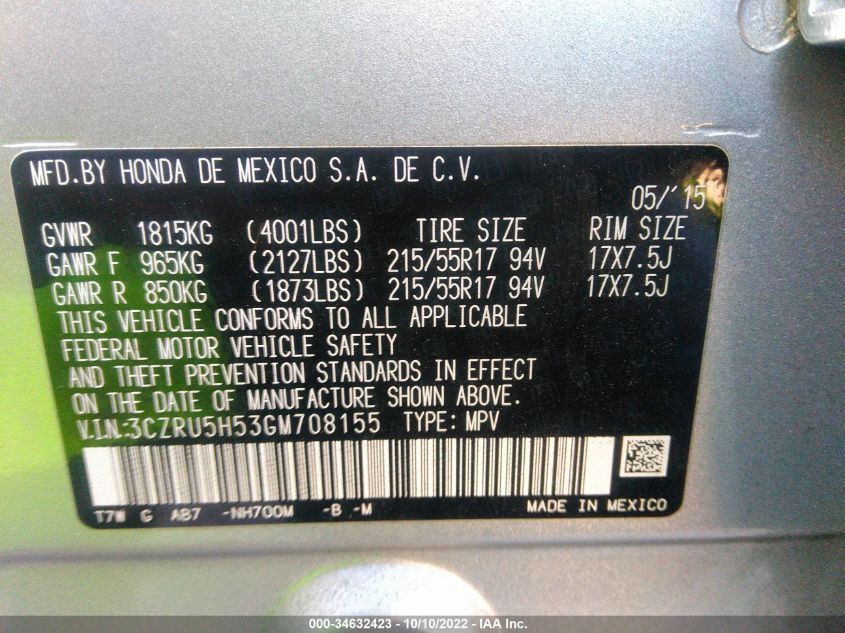 MFD.BY HONDA DE MEXICO S.A. DE C.V.
05/'15
GVWR 1815KG (4001LBS) TIRE SIZE RIM SIZE
GAWR F 965KG (2127LBS) 215/55R17 94V 17X7.5J
GAWR R 850KG (1873LBS) 215/55R17 94V 17X7.5J
THIS VEHICLE CONFORMS TO ALL APPLICABLE
FEDERAL MOTOR VEHICLE SAFETY
AND THEFT PREVENTION STANDARDS IN EFFECT
ON THE DATE OF MANUFACTURE SHOWN ABOVE.
V.I.N:3CZRU5H53GM708155 TYPE: MPV
T7W G AB7 -NH700M -B -M MADE IN MEXICO
000-34632423 - 10/10/2022 - © IAA, Inc.